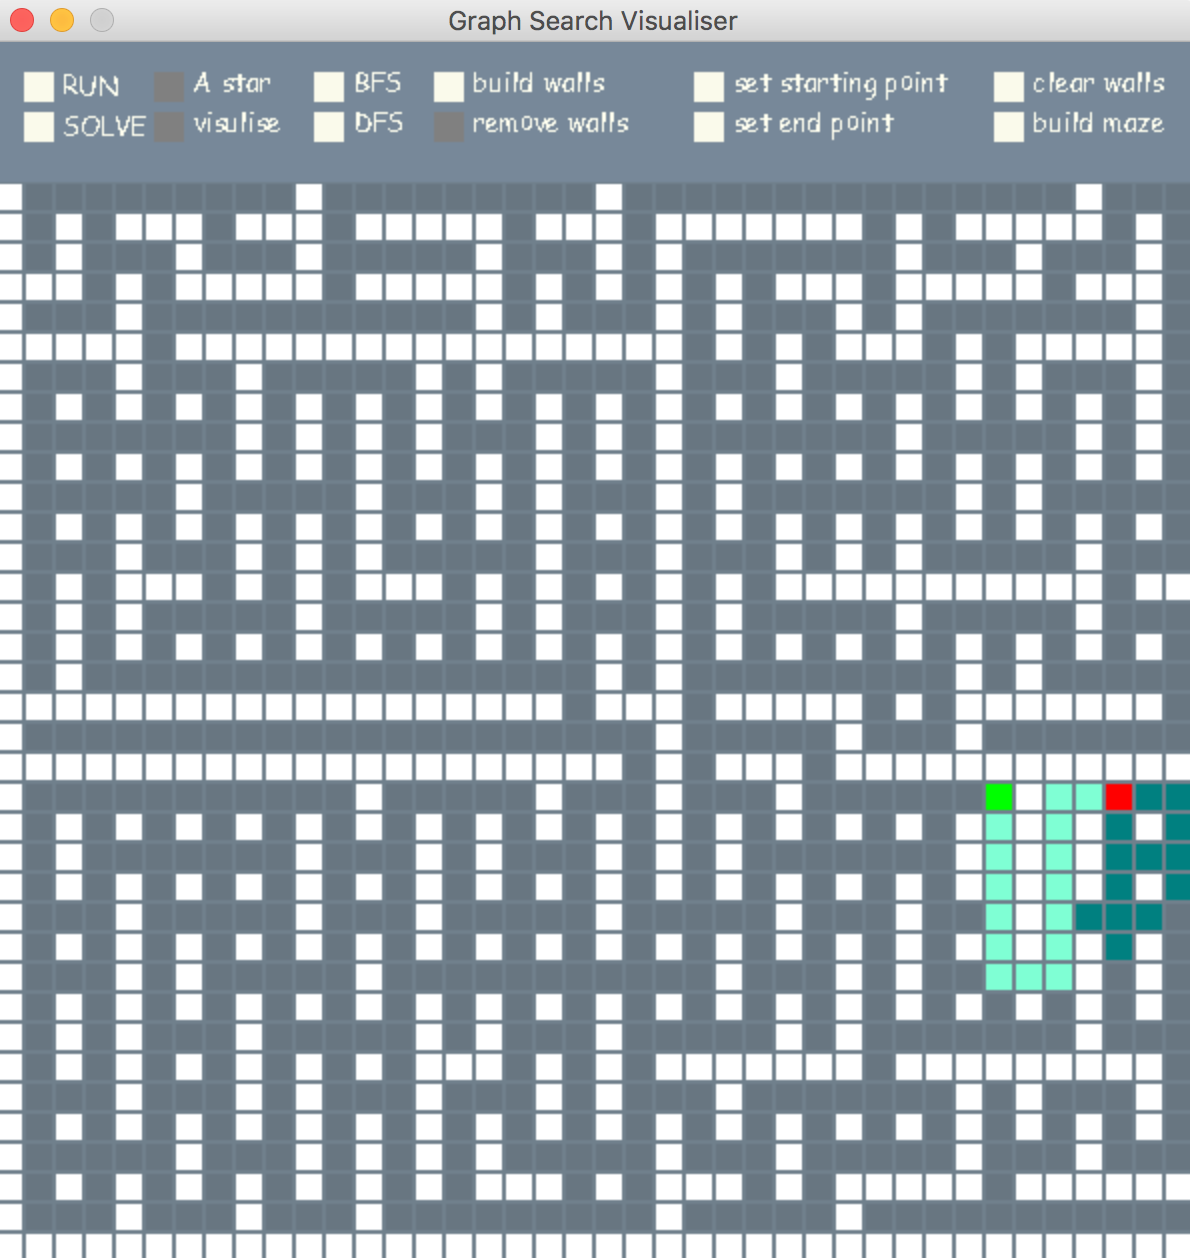 Graph Search Visualiser
RUN A star BFS build walls set starting point clear walls
SOLVE visulise DFS remove walls set end point build maze